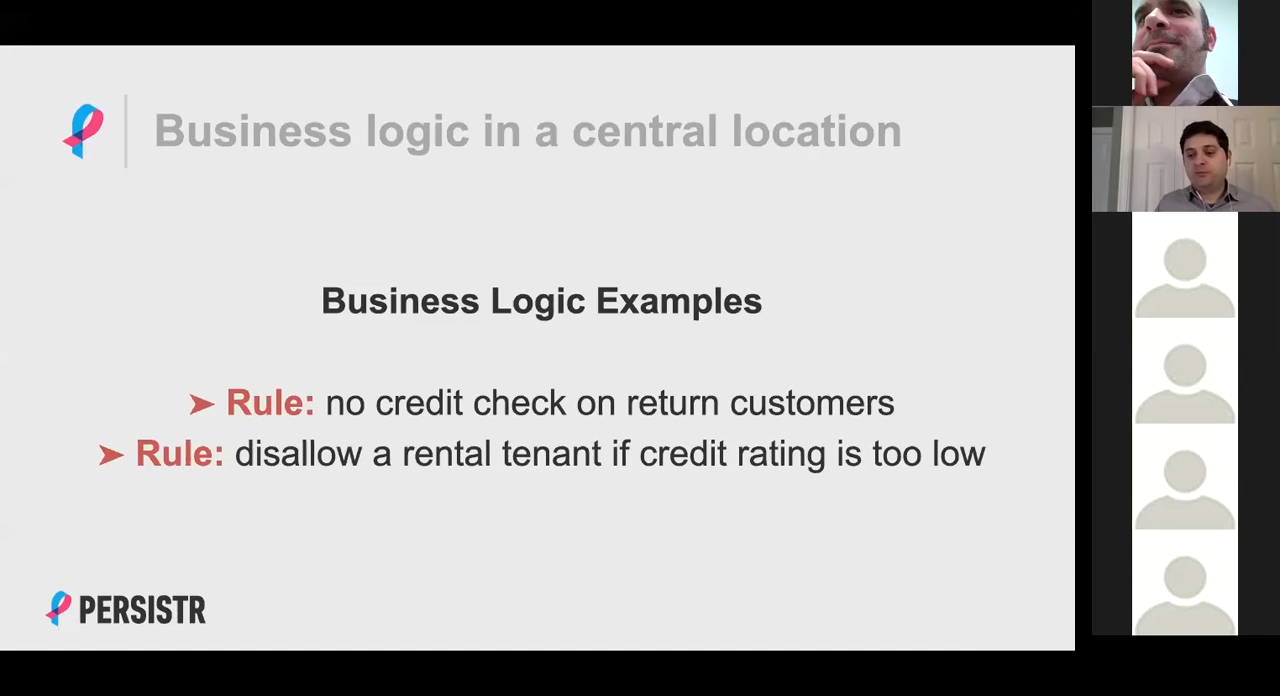 Business logic in a central location
Business Logic Examples
➤ Rule: no credit check on return customers
➤ Rule: disallow a rental tenant if credit rating is too low
PERSISTR